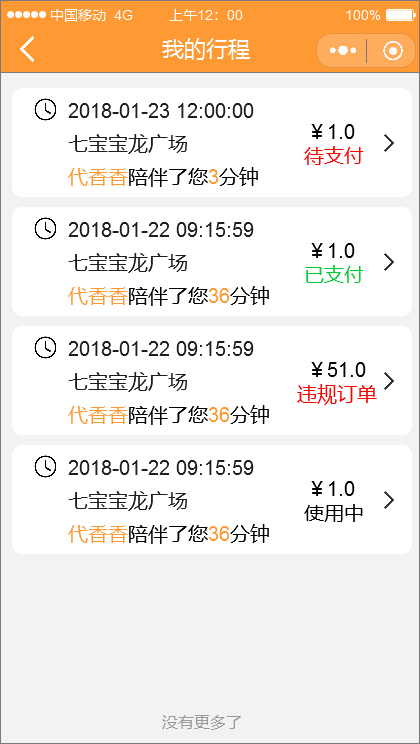 中国移动 4G 上午12：00 100%
我的行程
2018-01-23 12:00:00
七宝宝龙广场
代香香陪伴了您3分钟
￥1.0
待支付
2018-01-22 09:15:59
七宝宝龙广场
代香香陪伴了您36分钟
￥1.0
已支付
2018-01-22 09:15:59
七宝宝龙广场
代香香陪伴了您36分钟
￥51.0
违规订单
2018-01-22 09:15:59
七宝宝龙广场
代香香陪伴了您36分钟
￥1.0
使用中
没有更多了